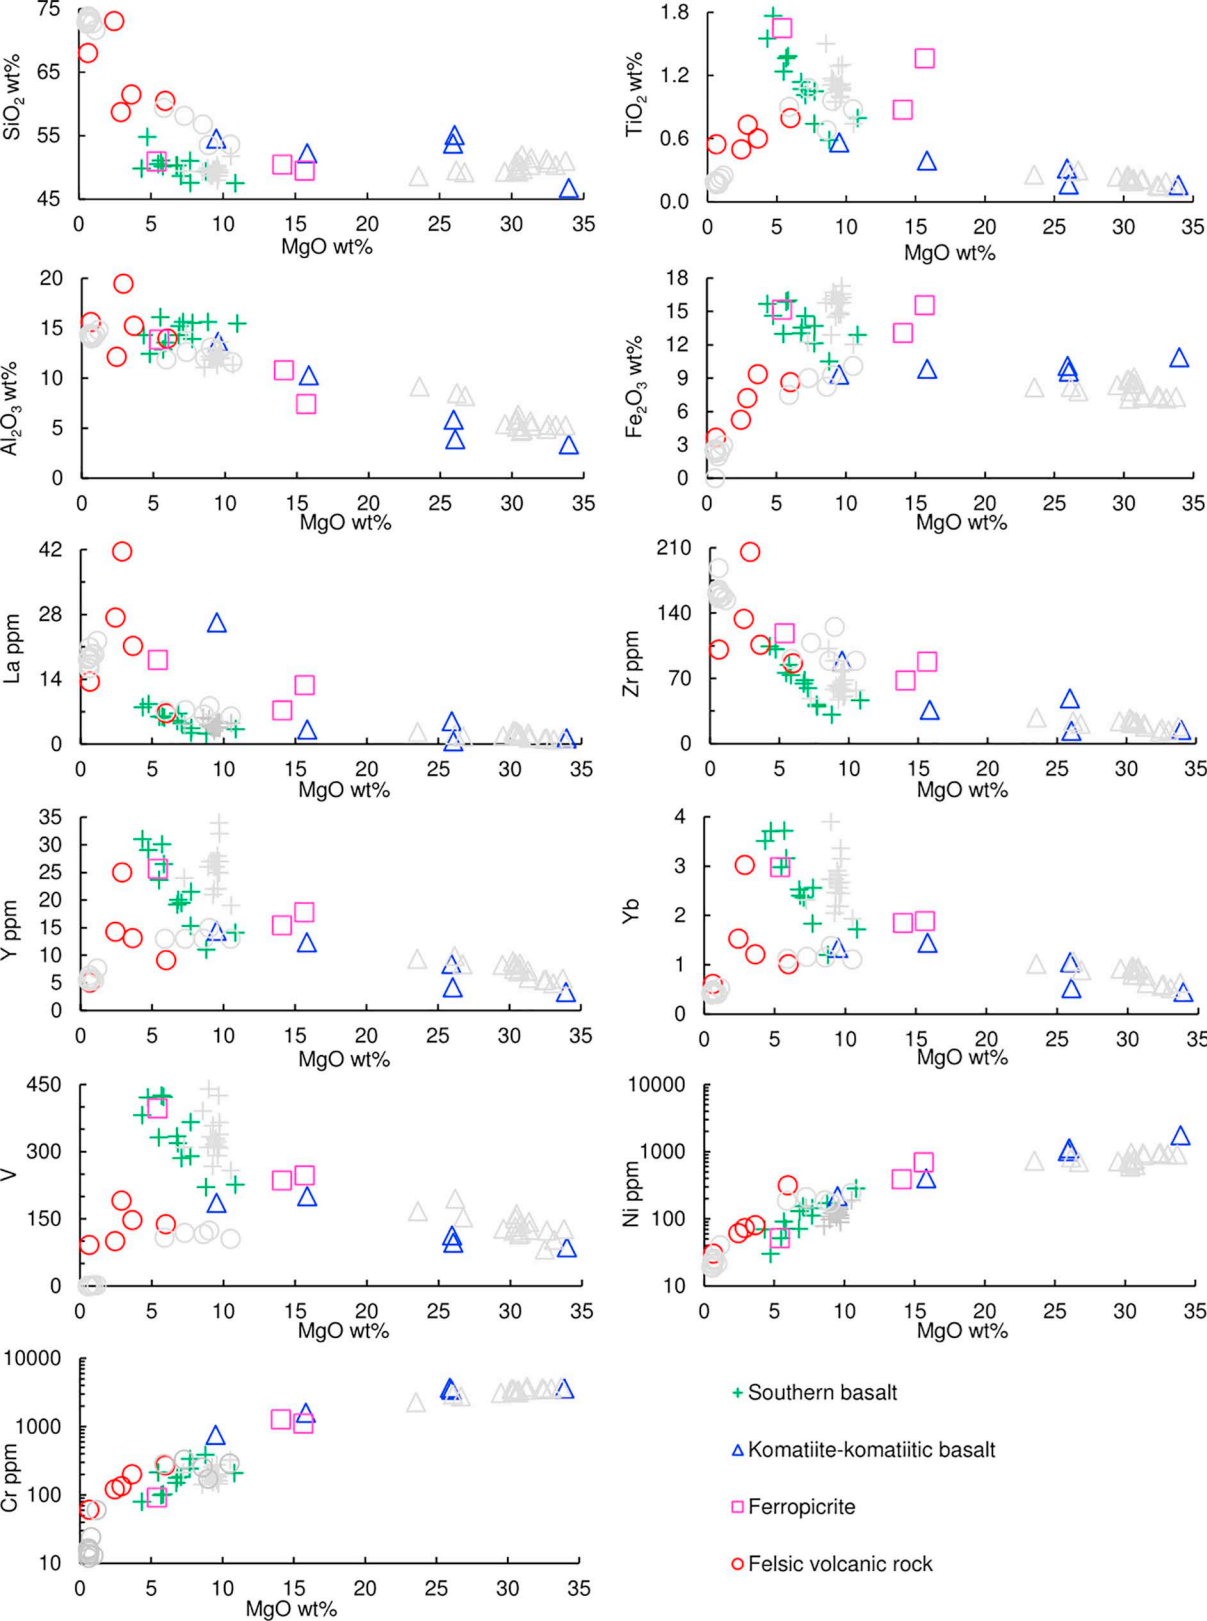 75
65
55
45
SiO₂ wt%
0 5 10 15 20 25 30 35
MgO wt%
1.8
1.2
0.6
0.0
TiO₂ wt%
0 5 10 15 20 25 30 35
MgO wt%
20
15
10
5
0
Al₂O₃ wt%
0 5 10 15 20 25 30 35
MgO wt%
18
15
12
9
6
3
0
Fe₂O₃ wt%
0 5 10 15 20 25 30 35
MgO wt%
42
28
14
0
La ppm
0 5 10 15 20 25 30 35
MgO wt%
210
140
70
0
Zr ppm
0 5 10 15 20 25 30 35
MgO wt%
35
30
25
20
15
10
5
0
Y ppm
0 5 10 15 20 25 30 35
MgO wt%
4
3
2
1
0
Yb
0 5 10 15 20 25 30 35
MgO wt%
450
300
150
0
V
0 5 10 15 20 25 30 35
MgO wt%
10000
1000
100
10
Ni ppm
0 5 10 15 20 25 30 35
MgO wt%
10000
1000
100
10
Cr ppm
0 5 10 15 20 25 30 35
MgO wt%
Southern basalt
Komatiite-komatiitic basalt
Ferropicrite
Felsic volcanic rock